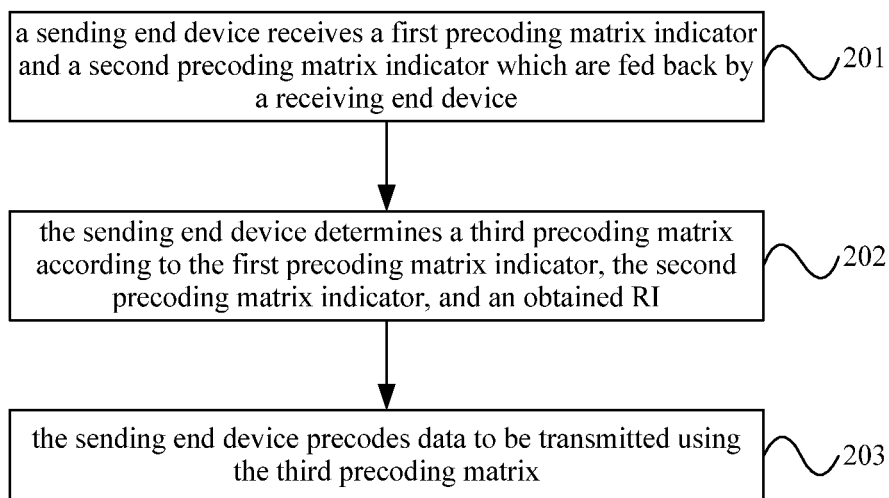 a sending end device receives a first precoding matrix indicator
and a second precoding matrix indicator which are fed back by
a receiving end device
201
the sending end device determines a third precoding matrix
according to the first precoding matrix indicator, the second
precoding matrix indicator, and an obtained RI
202
the sending end device precodes data to be transmitted using
the third precoding matrix
203